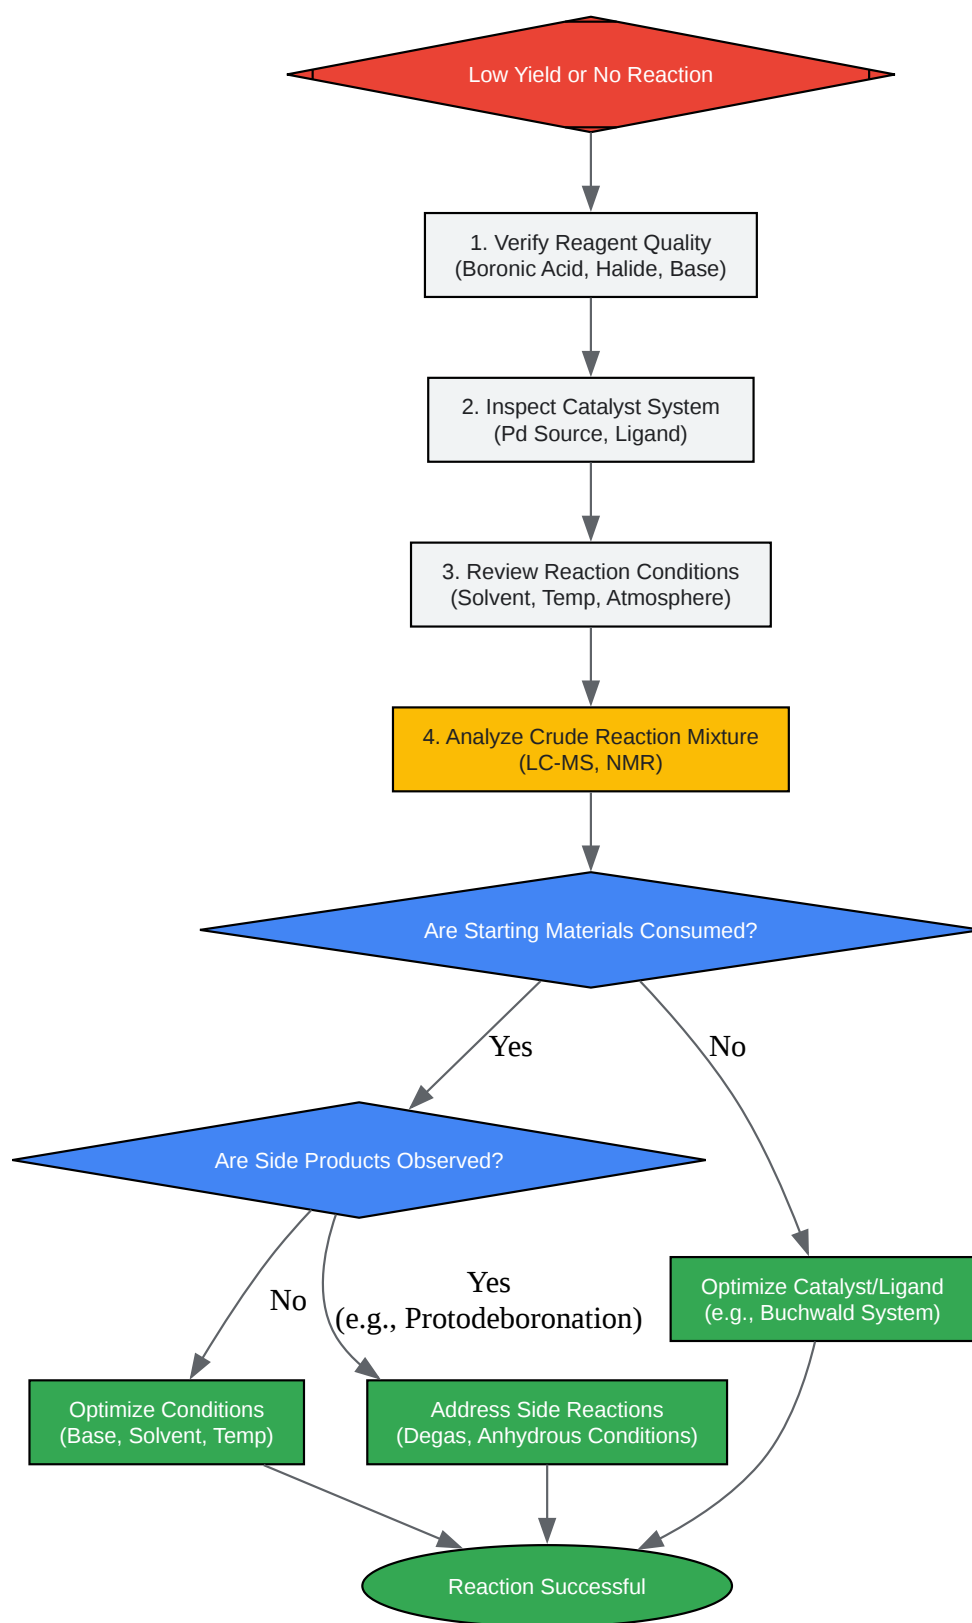 Low Yield or No Reaction
1. Verify Reagent Quality
(Boronic Acid, Halide, Base)
2. Inspect Catalyst System
(Pd Source, Ligand)
3. Review Reaction Conditions
(Solvent, Temp, Atmosphere)
4. Analyze Crude Reaction Mixture
(LC-MS, NMR)
Are Starting Materials Consumed?
Yes
No
Are Side Products Observed?
No
Yes
(e.g., Protodeboronation)
Optimize Catalyst/Ligand
(e.g., Buchwald System)
Optimize Conditions
(Base, Solvent, Temp)
Address Side Reactions
(Degas, Anhydrous Conditions)
Reaction Successful